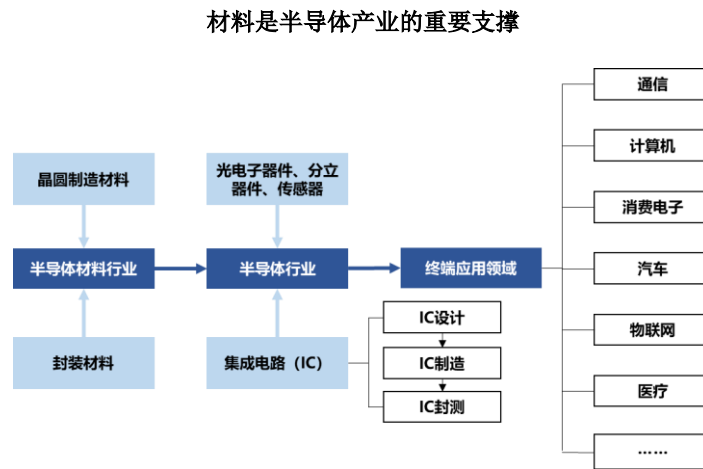 材料是半导体产业的重要支撑
晶圆制造材料
半导体材料行业
封装材料
光电子器件、分立
器件、传感器
半导体行业
集成电路（IC）
IC设计
IC制造
IC封测
终端应用领域
通信
计算机
消费电子
汽车
物联网
医疗
……